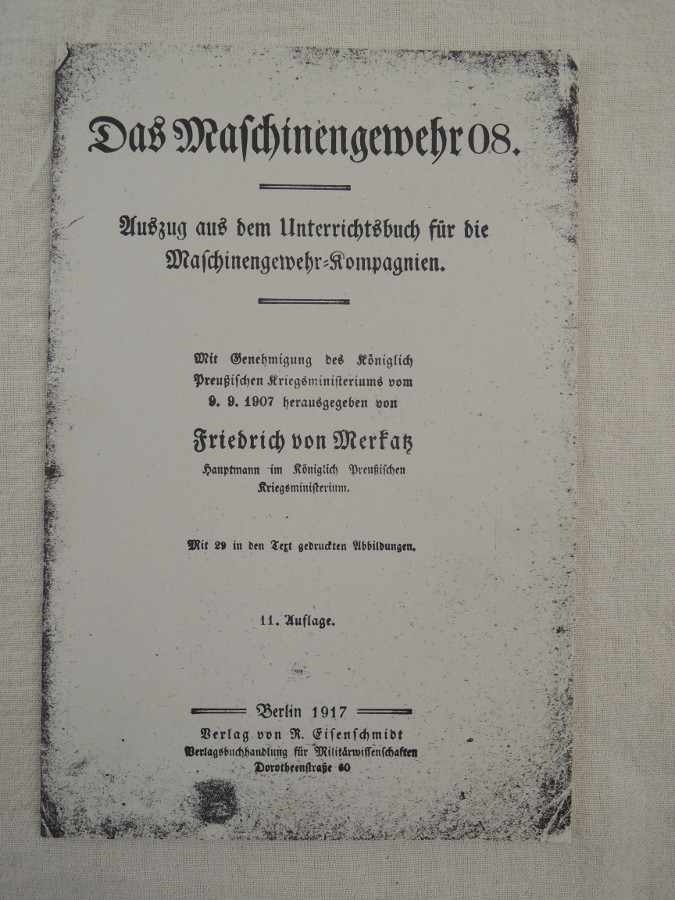 Das Maschinengewehr 08.
Auszug aus dem Unterrichtsbuch für die
Maschinengewehr-Kompagnien.
Mit Genehmigung des Königlich
Preußischen Kriegsministeriums vom
9. 9. 1907 herausgegeben von
Friedrich von Merkatz
Hauptmann im Königlich Preußischen
Kriegsministerium.
Mit 29 in den Text gedruckten Abbildungen.
11. Auflage.
Berlin 1917
Verlag von R. Eisenschmidt
Verlagsbuchhandlung für Militärwissenschaften
Dorotheenstraße 60